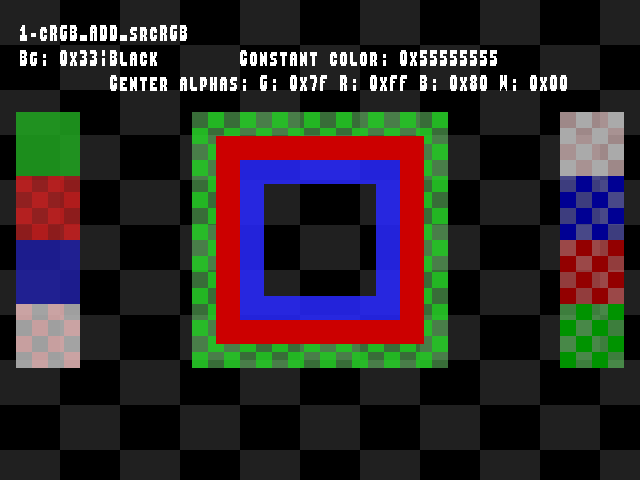 1-cRGB_ADD_srcRGB
Bg: 0x33¦Black Constant color: 0x55555555
Center alphas: G: 0x7f R: 0xff B: 0x80 W: 0x00